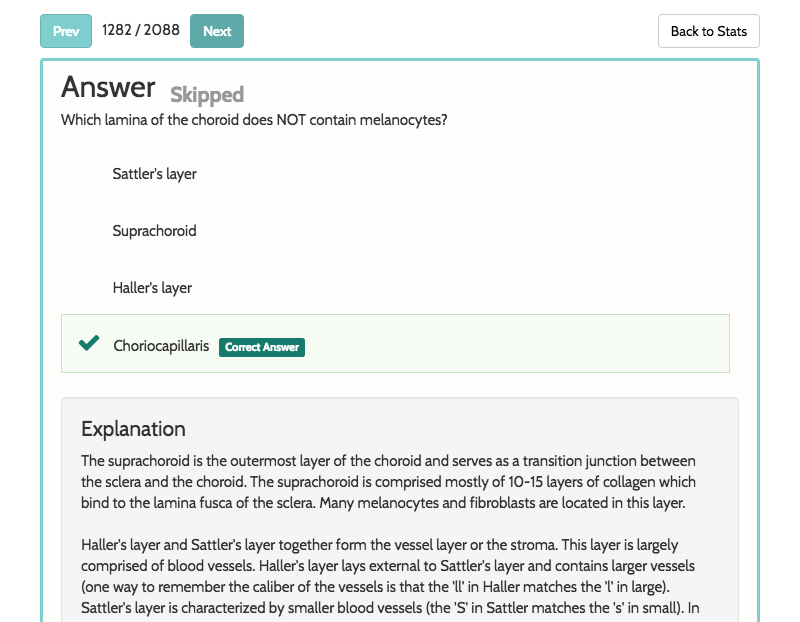 Prev 1282 / 2088 Next Back to Stats
Answer Skipped
Which lamina of the choroid does NOT contain melanocytes?
Sattler's layer
Suprachoroid
Haller's layer
Choriocapillaris Correct Answer
Explanation
The suprachoroid is the outermost layer of the choroid and serves as a transition junction between
the sclera and the choroid. The suprachoroid is comprised mostly of 10-15 layers of collagen which
bind to the lamina fusca of the sclera. Many melanocytes and fibroblasts are located in this layer.
Haller's layer and Sattler's layer together form the vessel layer or the stroma. This layer is largely
comprised of blood vessels. Haller's layer lays external to Sattler's layer and contains larger vessels
(one way to remember the caliber of the vessels is that the 'll' in Haller matches the 'l' in large).
Sattler's layer is characterized by smaller blood vessels (the 'S' in Sattler matches the 's' in small). In